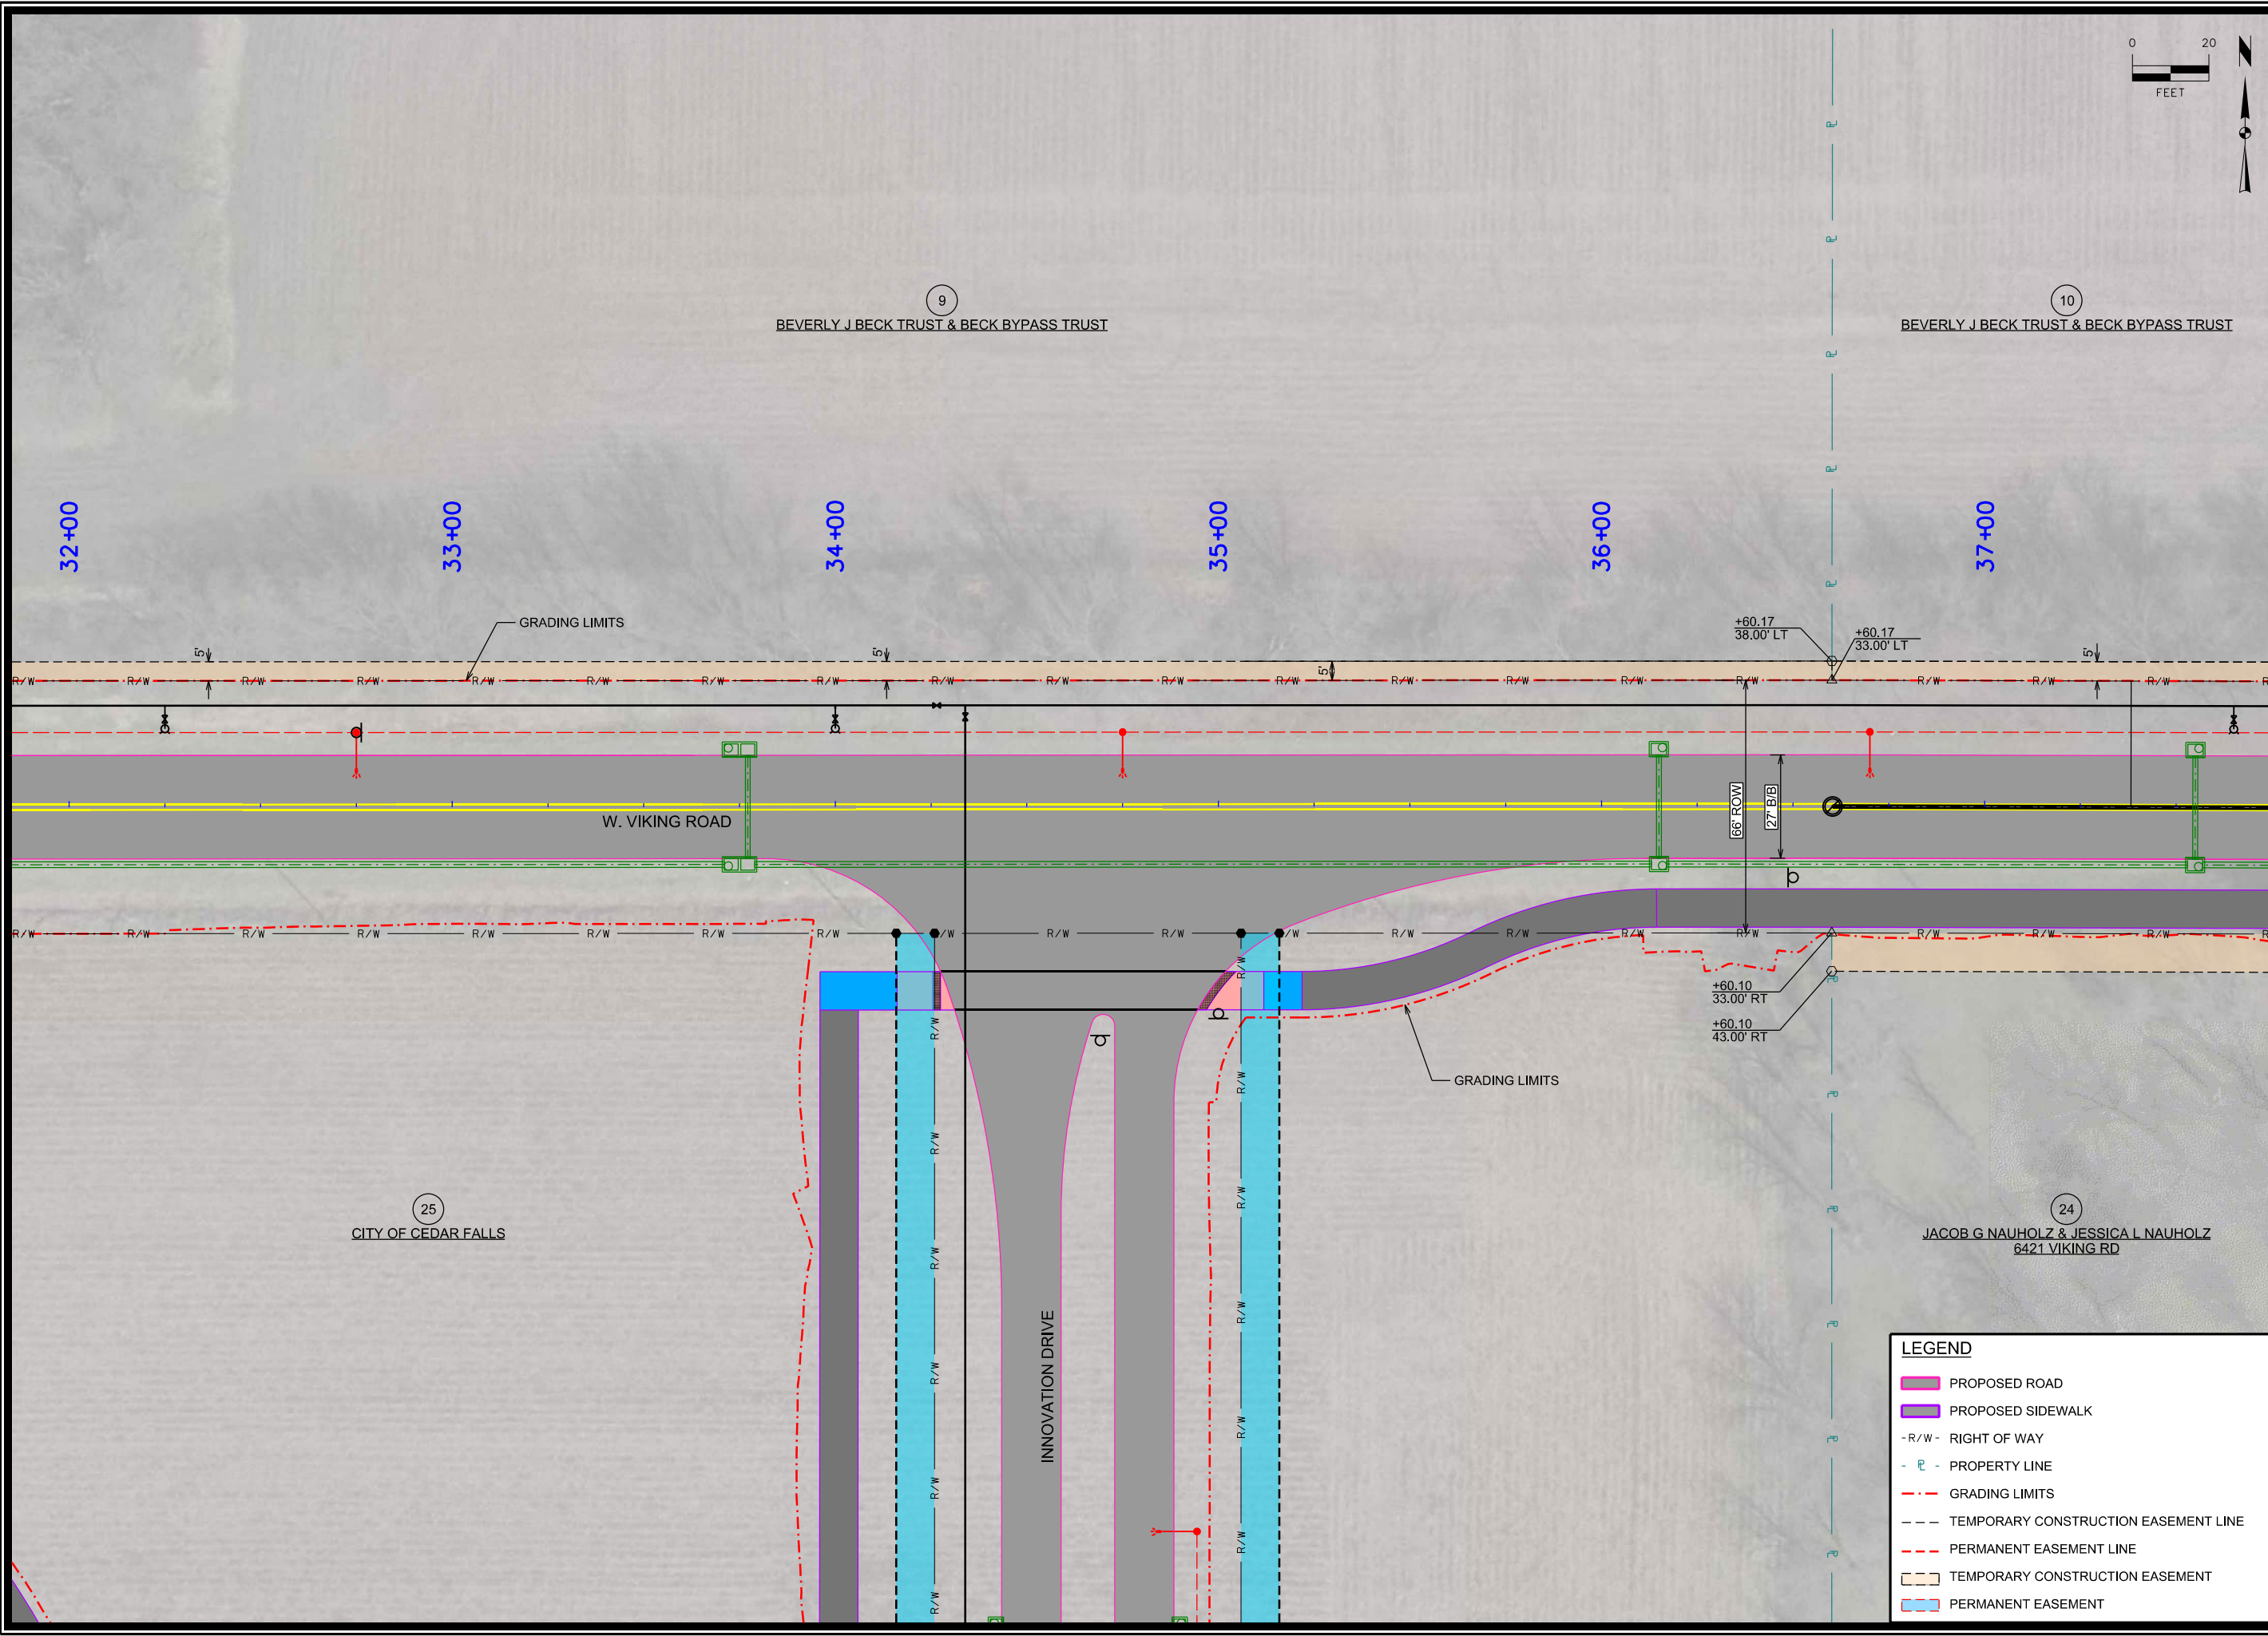 0 20
N
FEET
9
BEVERLY J BECK TRUST & BECK BYPASS TRUST
10
BEVERLY J BECK TRUST & BECK BYPASS TRUST
32+00
33+00
34+00
35+00
36+00
37+00
GRADING LIMITS
+60.17
38.00' LT
+60.17
33.00' LT
5'
5'
5'
5'
R/W R/W R/W R/W R/W R/W R/W R/W R/W R/W R/W R/W R/W R/W R/W R/W R/W R/W R/W
66' ROW
27' B/B
W. VIKING ROAD
R/W R/W R/W R/W R/W R/W R/W R/W R/W R/W R/W R/W R/W R/W R/W R/W R/W R/W R/W
+60.10
33.00' RT
+60.10
43.00' RT
GRADING LIMITS
R/W R/W R/W R/W R/W R/W
R/W R/W R/W R/W R/W R/W
25
CITY OF CEDAR FALLS
24
JACOB G NAUHOLZ & JESSICA L NAUHOLZ
6421 VIKING RD
INNOVATION DRIVE
LEGEND
PROPOSED ROAD
PROPOSED SIDEWALK
-R/W- RIGHT OF WAY
PROPERTY LINE
GRADING LIMITS
TEMPORARY CONSTRUCTION EASEMENT LINE
PERMANENT EASEMENT LINE
TEMPORARY CONSTRUCTION EASEMENT
PERMANENT EASEMENT